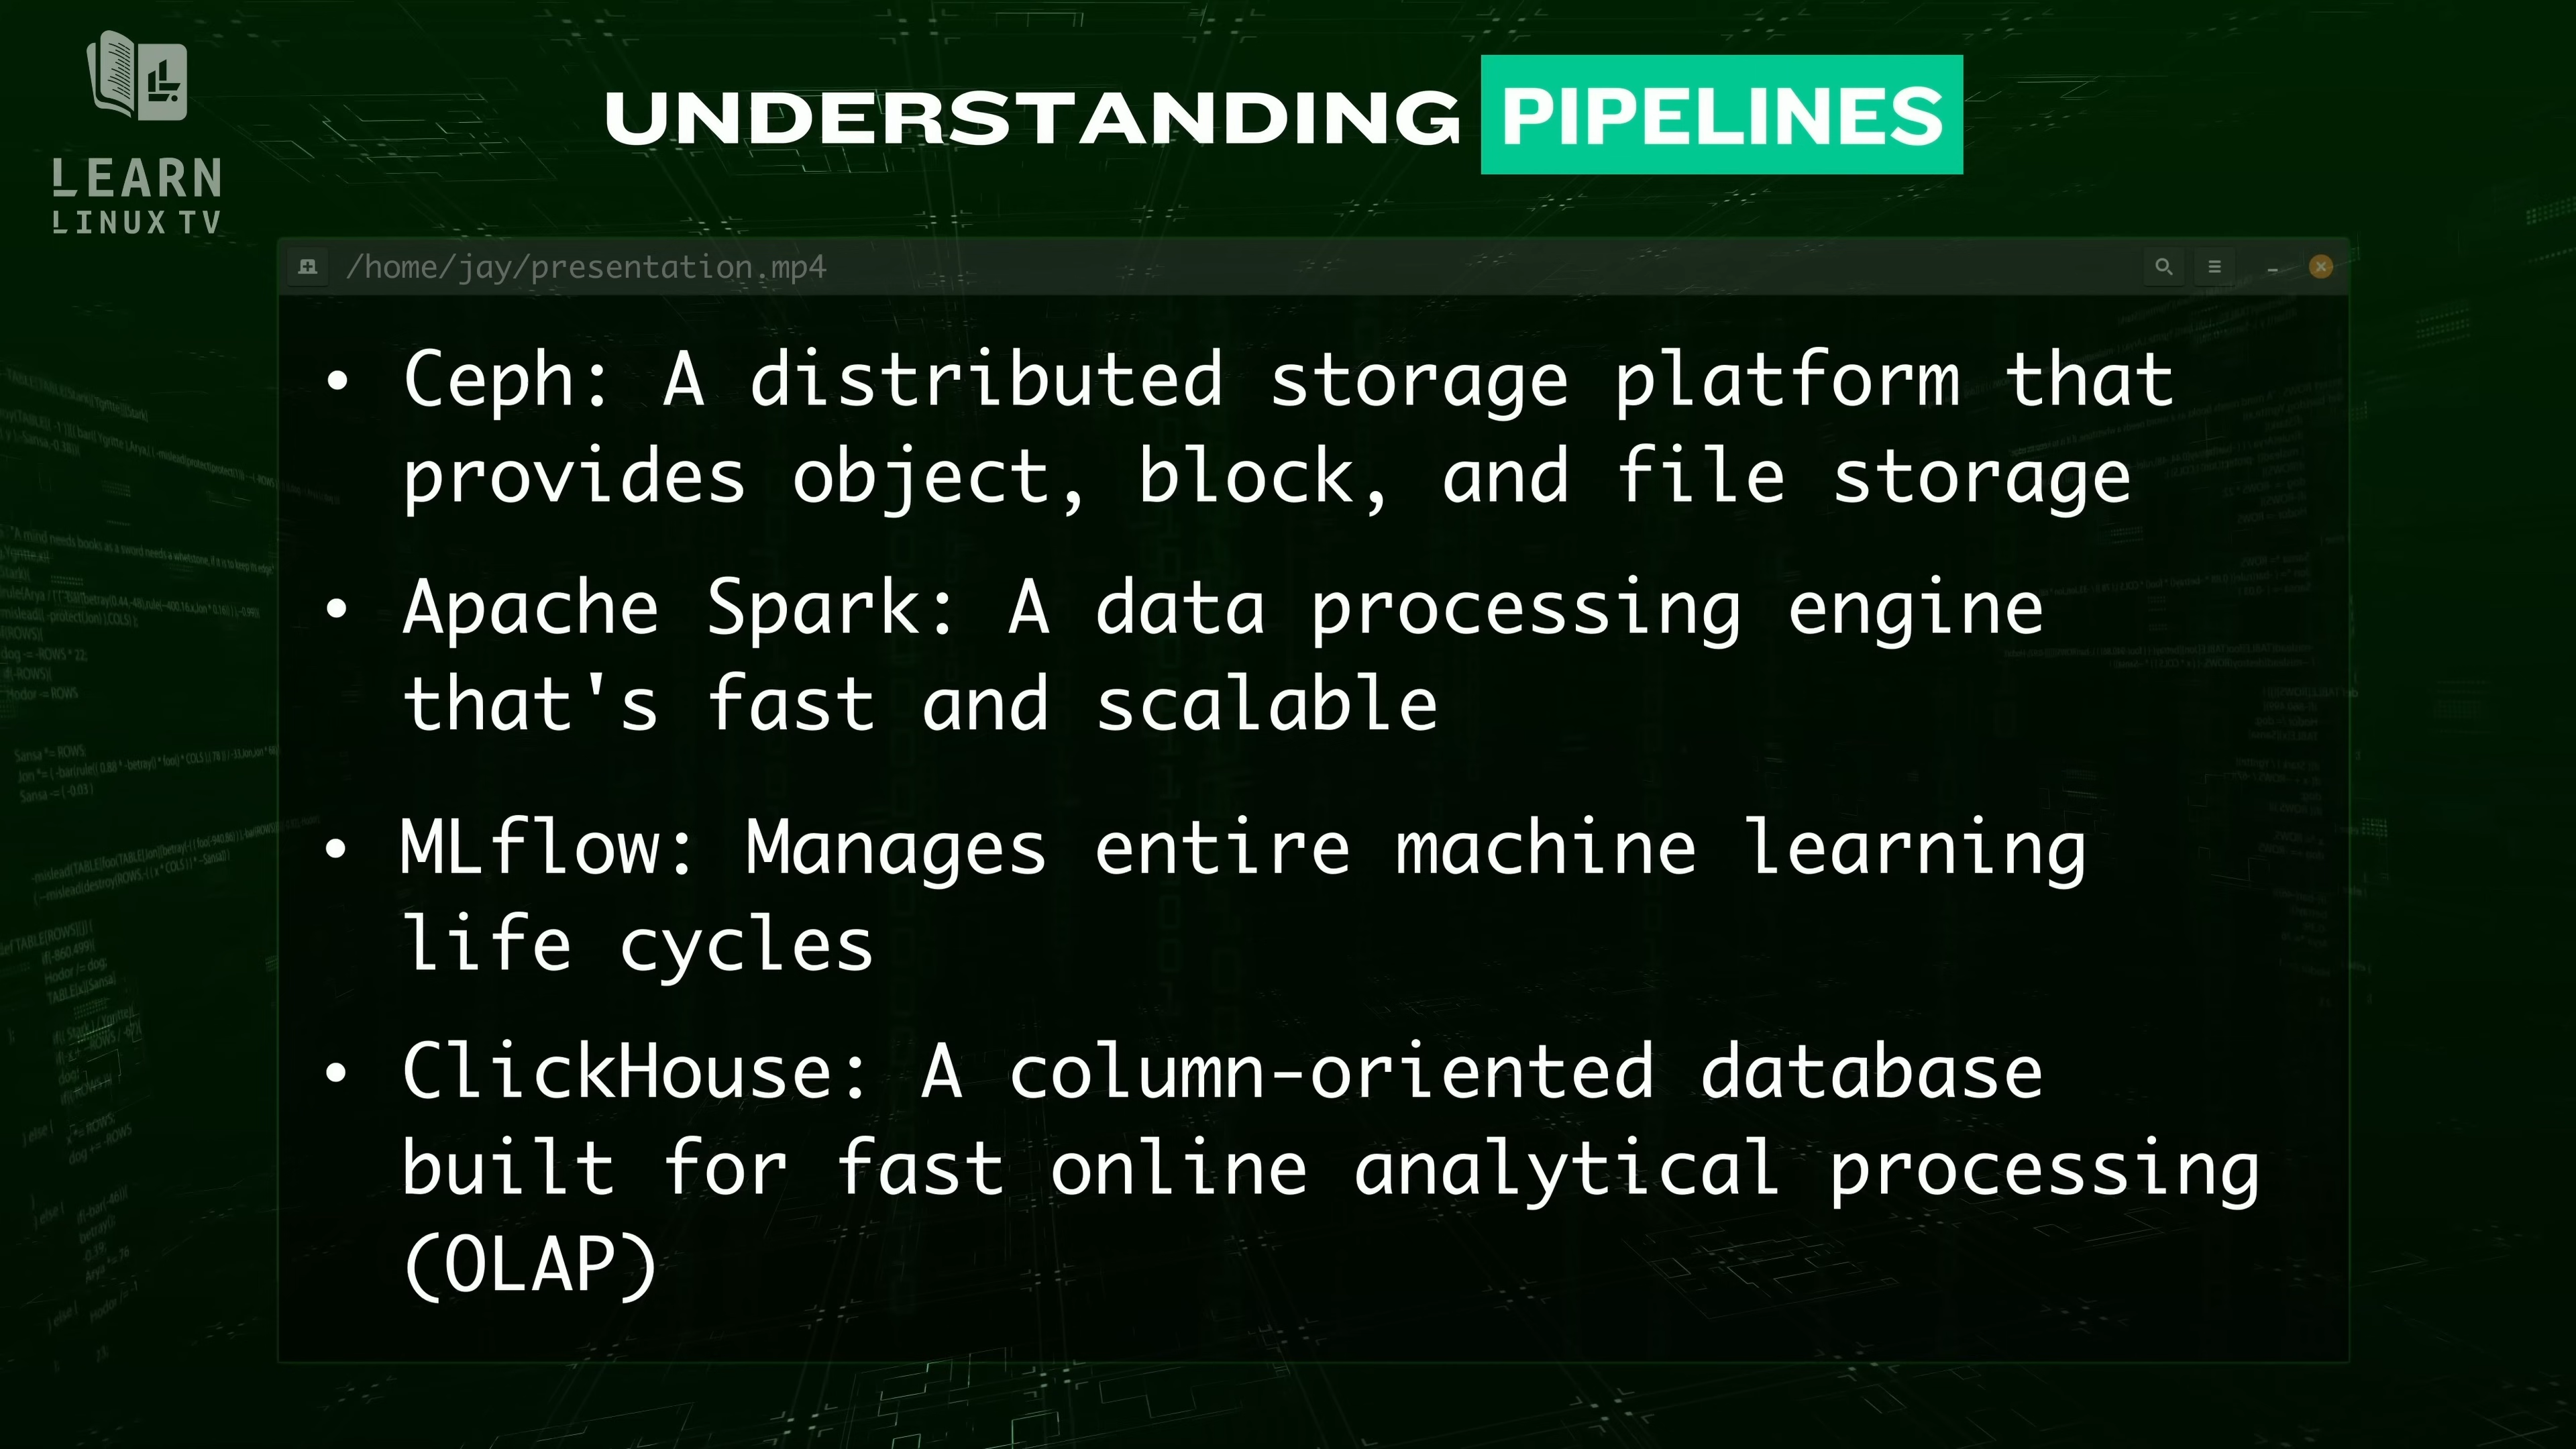 LEARN
LINUX TV
UNDERSTANDING PIPELINES
/home/jay/presentation.mp4
• Ceph: A distributed storage platform that
provides object, block, and file storage
• Apache Spark: A data processing engine
that's fast and scalable
• MLflow: Manages entire machine learning
life cycles
• ClickHouse: A column-oriented database
built for fast online analytical processing
(OLAP)